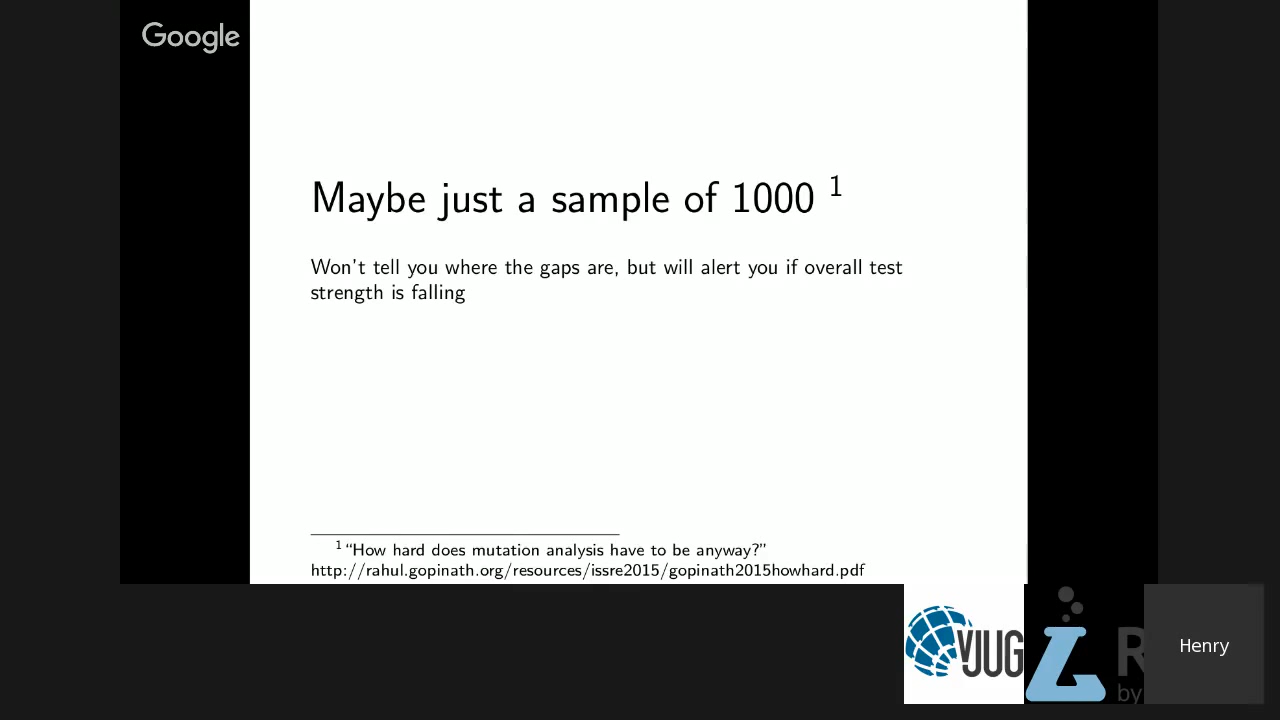 Google
Maybe just a sample of 1000 1
Won't tell you where the gaps are, but will alert you if overall test
strength is falling
1 “How hard does mutation analysis have to be anyway?”
http://rahul.gopinath.org/resources/issre2015/gopinath2015howhard.pdf
vJUG
R
by
Henry